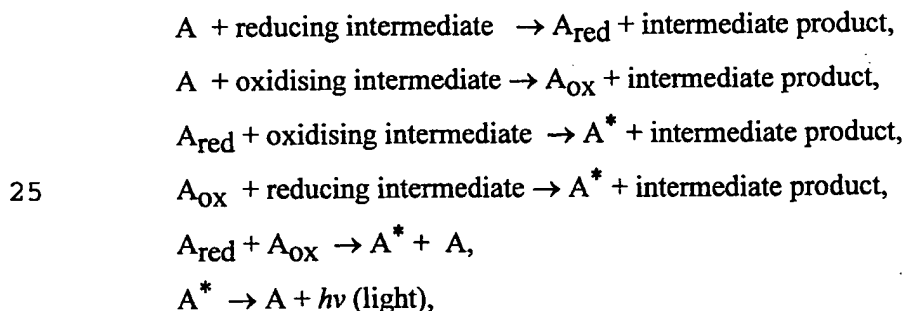 A + reducing intermediate → A_red + intermediate product,
A + oxidising intermediate → A_ox + intermediate product,
A_red + oxidising intermediate → A* + intermediate product,
25 A_ox + reducing intermediate → A* + intermediate product,
A_red + A_ox → A* + A,
A* → A + hν (light),